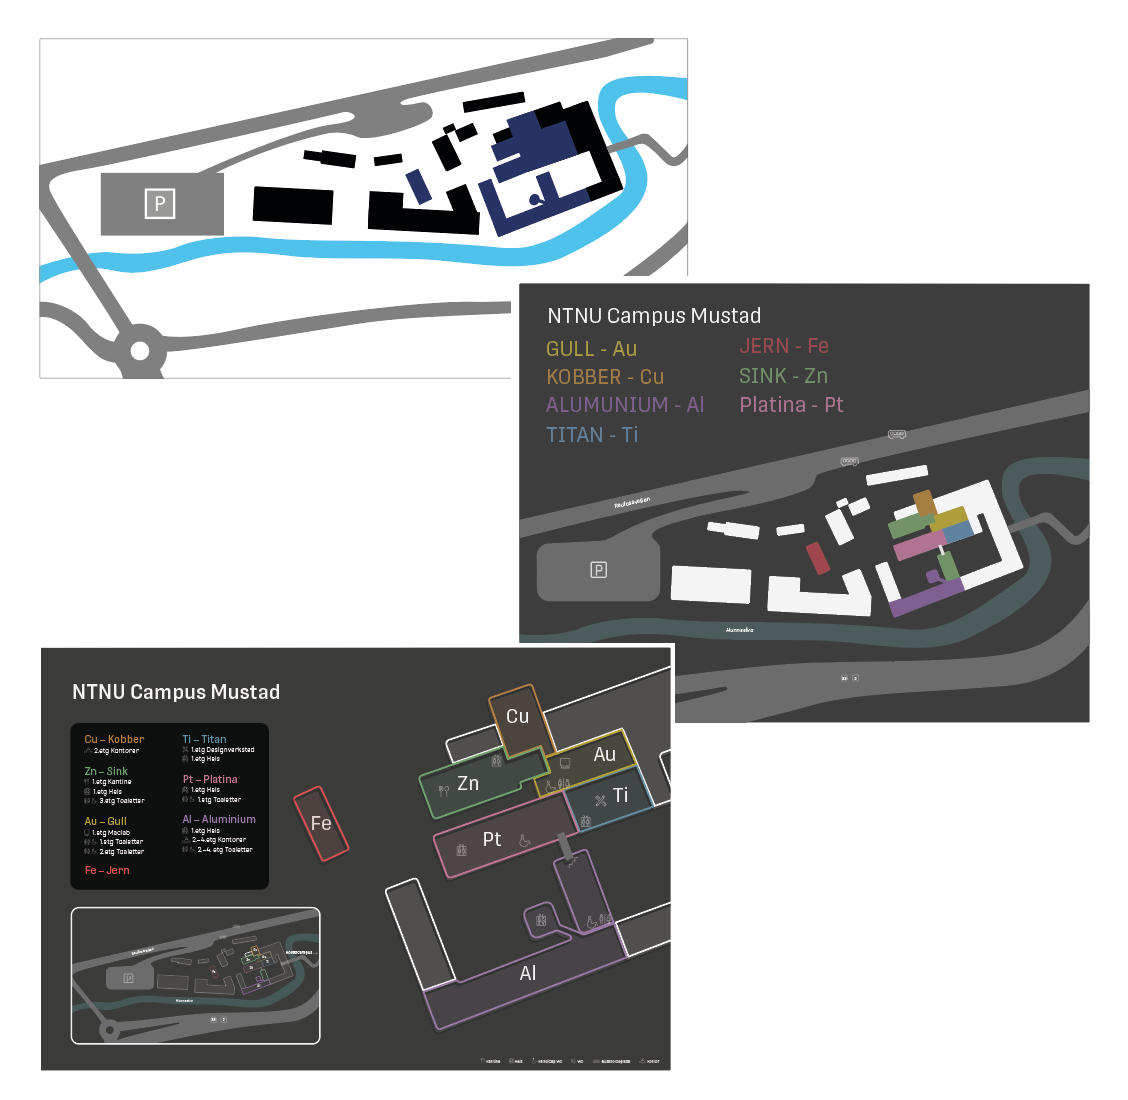 P
NTNU Campus Mustad
GULL - Au
KOBBER - Cu
ALUMUNIUM - Al
TITAN - Ti
JERN - Fe
SINK - Zn
Platina - Pt
Raufossvegen
P
Hunnselva
NTNU Campus Mustad
Cu – Kobber
2.etg Kontorer
Zn – Sink
1.etg Kantine
1.etg Heis
3.etg Toaletter
Au – Gull
1.etg Maclab
1.etg Toaletter
2.etg Toaletter
Fe – Jern
Ti – Titan
1.etg Designverksted
1.etg Heis
Pt – Platina
1.etg Heis
1.etg Toaletter
Al – Aluminium
1.etg Heis
2.–4.etg Kontorer
2.–4. etg Toaletter
Cu
Au
Zn
Ti
Fe
Pt
Al
P
Hunnselva
Kantine
Heis
Handicap WC
WC
Kontor